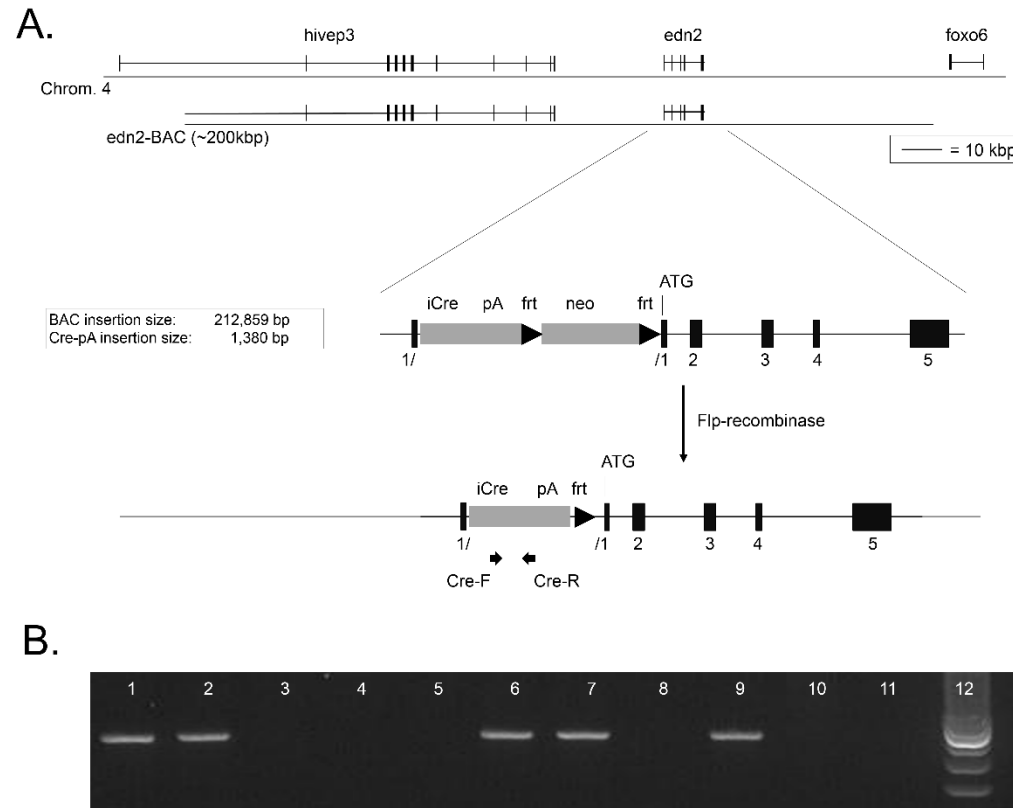 A.
hivep3 edn2 foxo6
Chrom. 4
edn2-BAC (~200kbp)
= 10 kbp
ATG
iCre pA frt neo frt
BAC insertion size: 212,859 bp
Cre-pA insertion size: 1,380 bp
1/ /1 2 3 4 5
Flp-recombinase
ATG
iCre pA frt
1/ /1 2 3 4 5
Cre-F Cre-R
B.
1 2 3 4 5 6 7 8 9 10 11 12